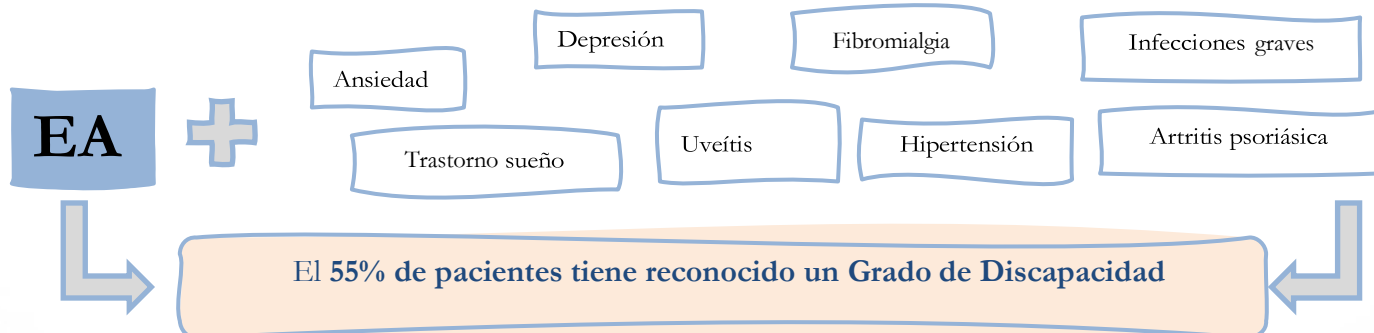 Depresión
Fibromialgia
Infecciones graves
Ansiedad
EA
Trastorno sueño
Uveítis
Hipertensión
Artritis psoriásica
El 55% de pacientes tiene reconocido un Grado de Discapacidad